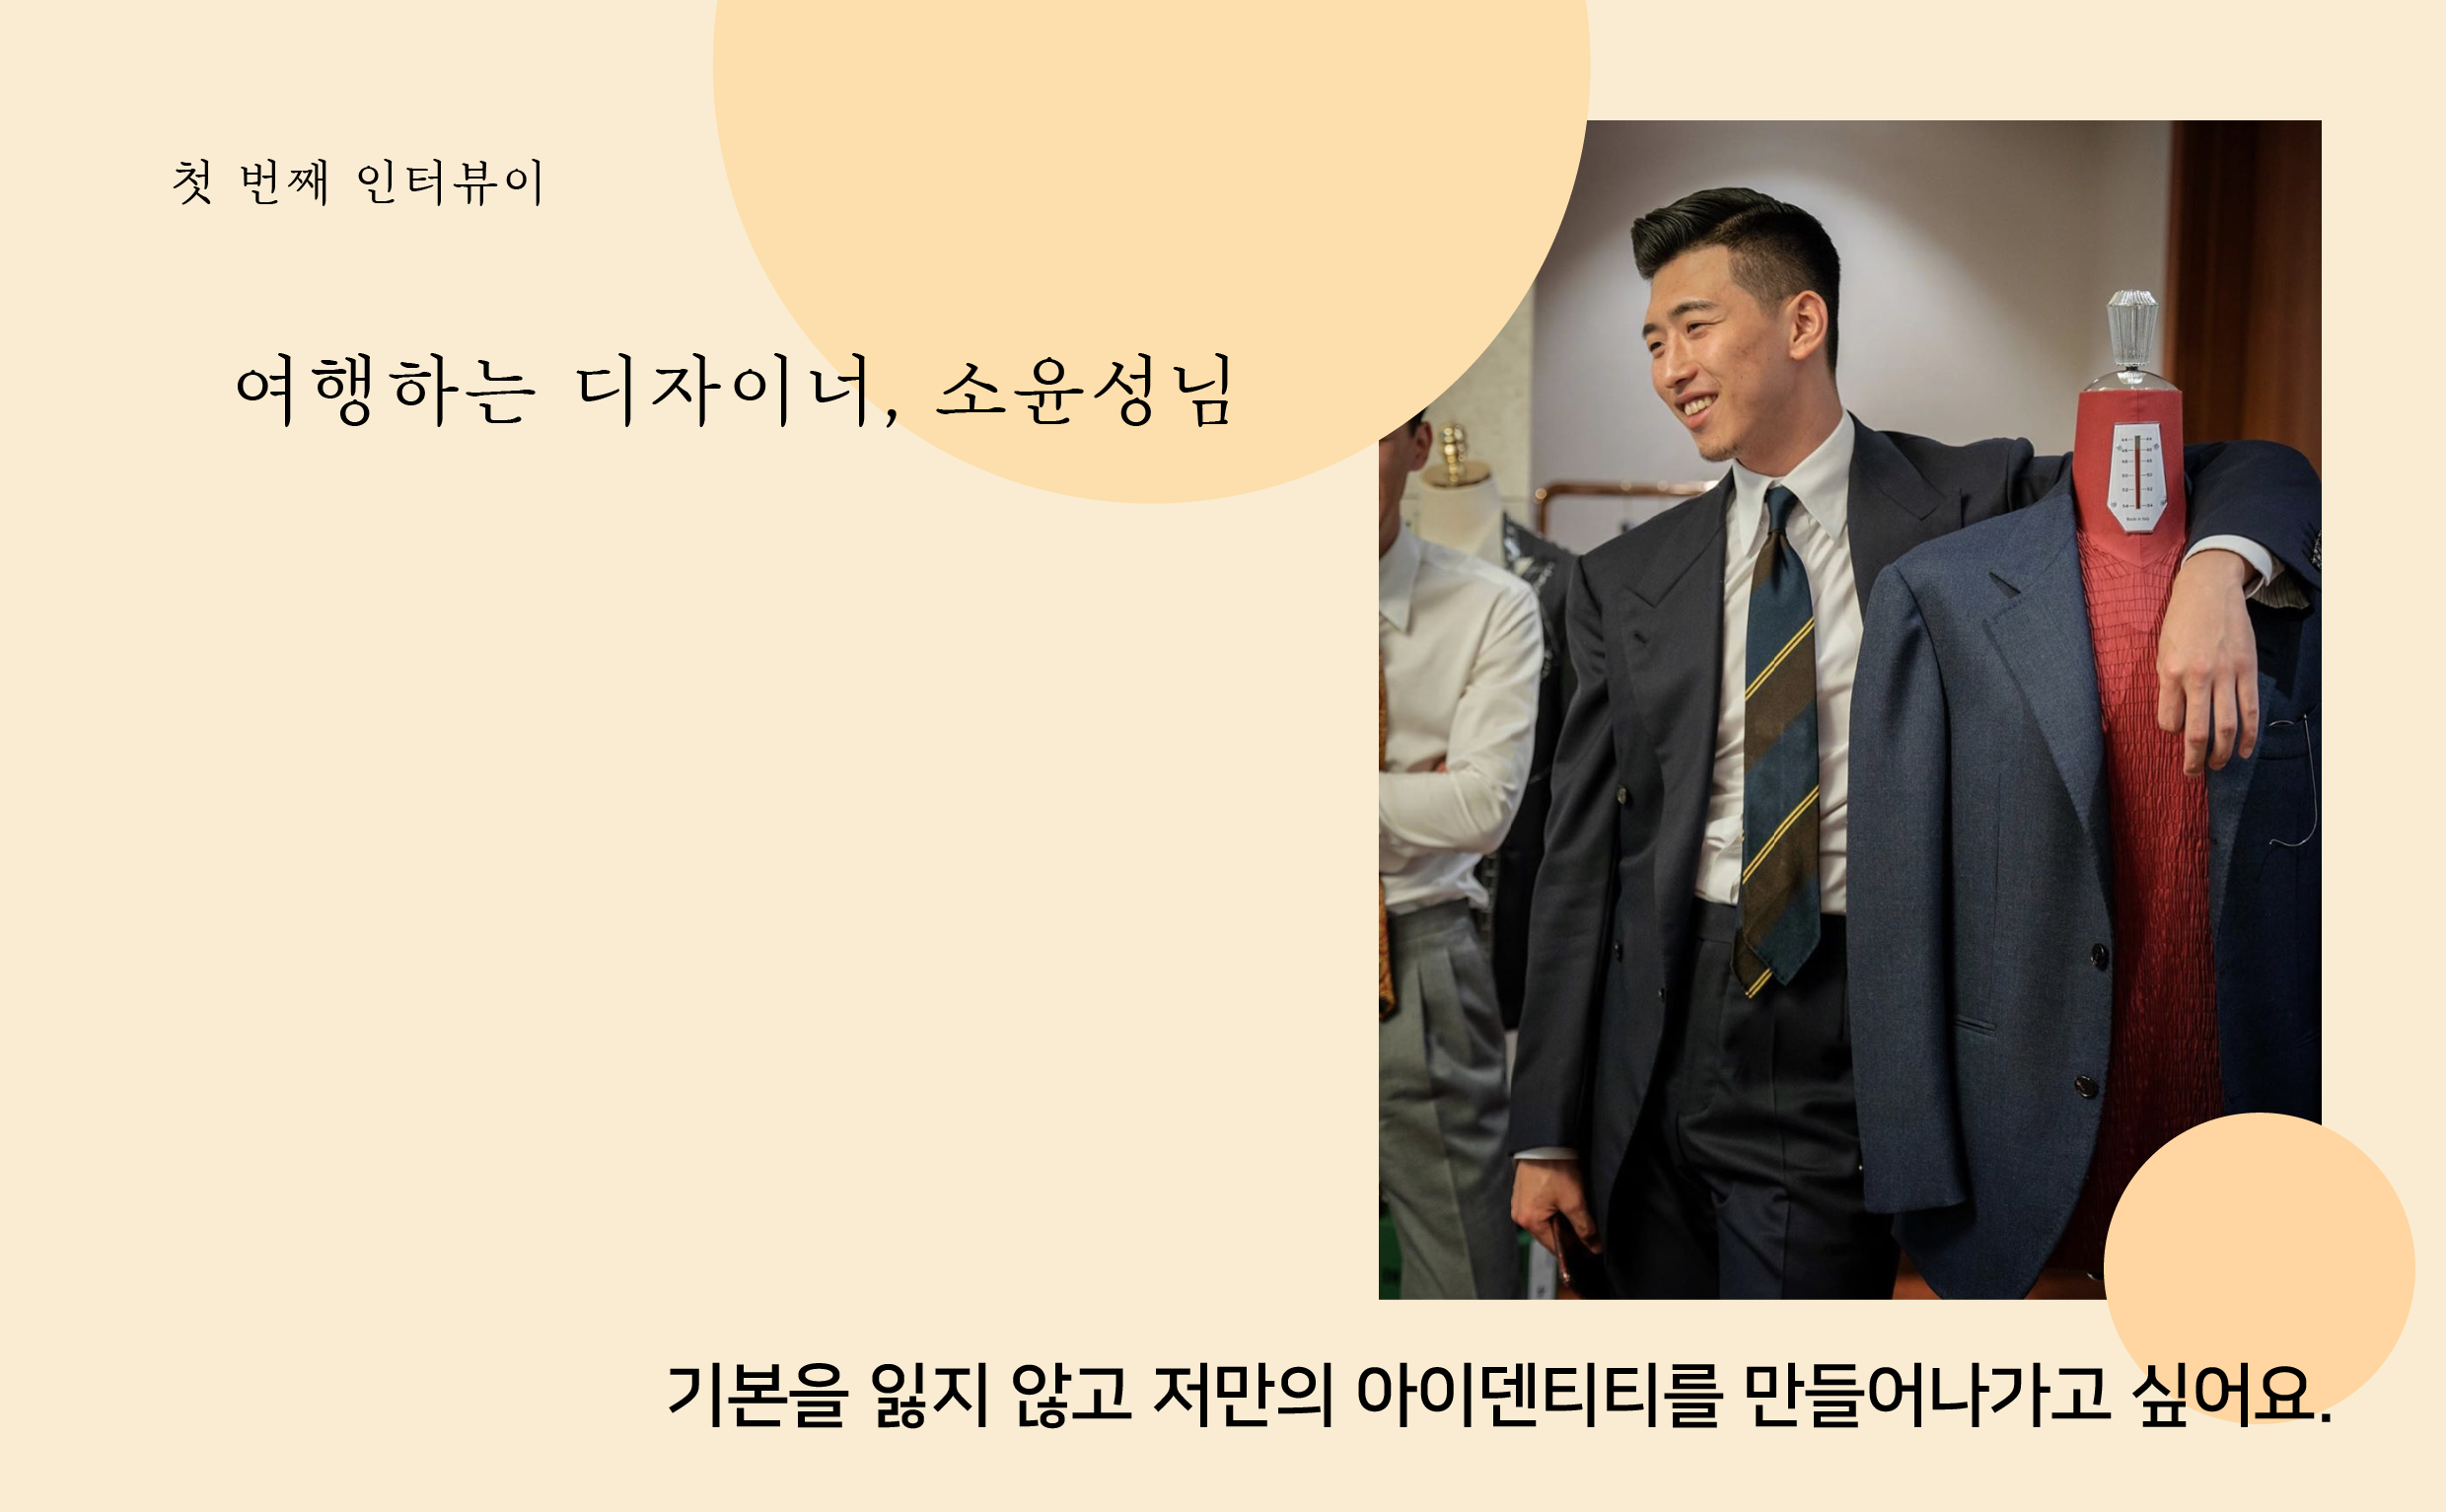 첫 번째 인터뷰이
여행하는 디자이너, 소윤성님
기본을 잃지 않고 저만의 아이덴티티를 만들어나가고 싶어요.